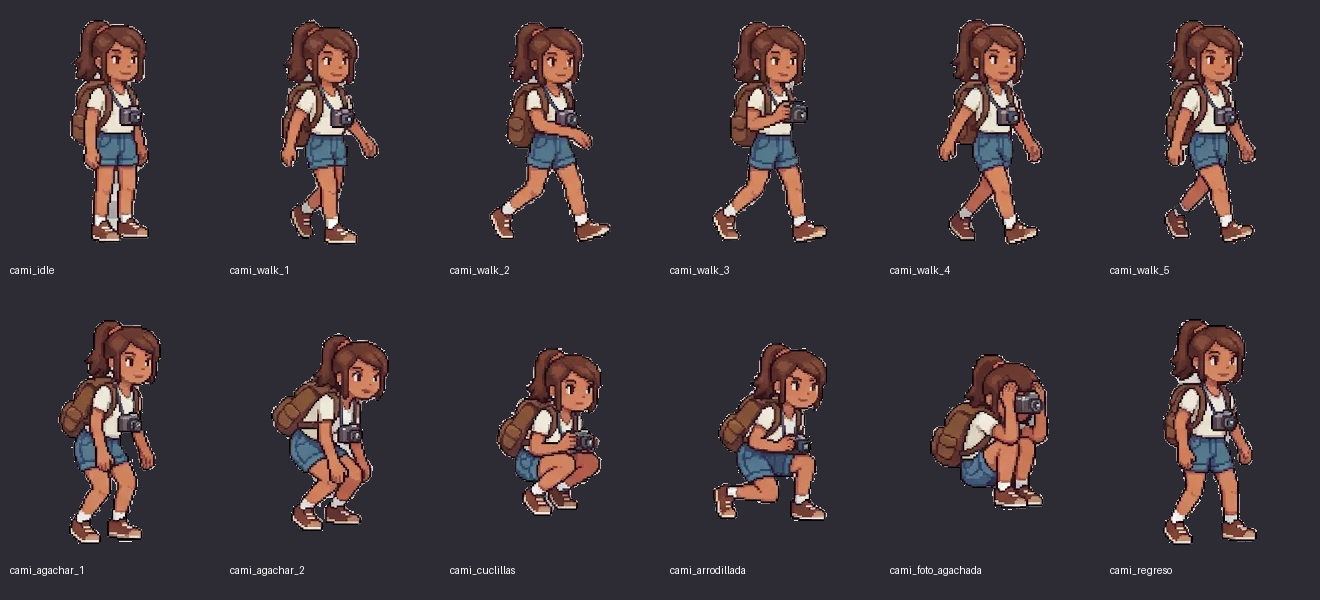 cami_idle
cami_walk_1
cami_walk_2
cami_walk_3
cami_walk_4
cami_walk_5
cami_agachar_1
cami_agachar_2
cami_cuclillas
cami_arrodillada
cami_foto_agachada
cami_regreso